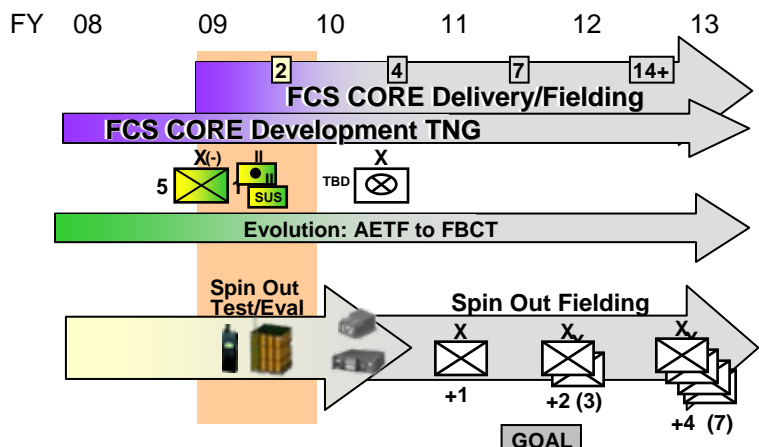 FY 08 09 10 11 12 13
2 4 7 14+
FCS CORE Delivery/Fielding
FCS CORE Development TNG
X(-) II X
5 1 II TBD
SUS
Evolution: AETF to FBCT
Spin Out
Test/Eval
Spin Out Fielding
X X X
+1 +2 (3) +4 (7)
GOAL